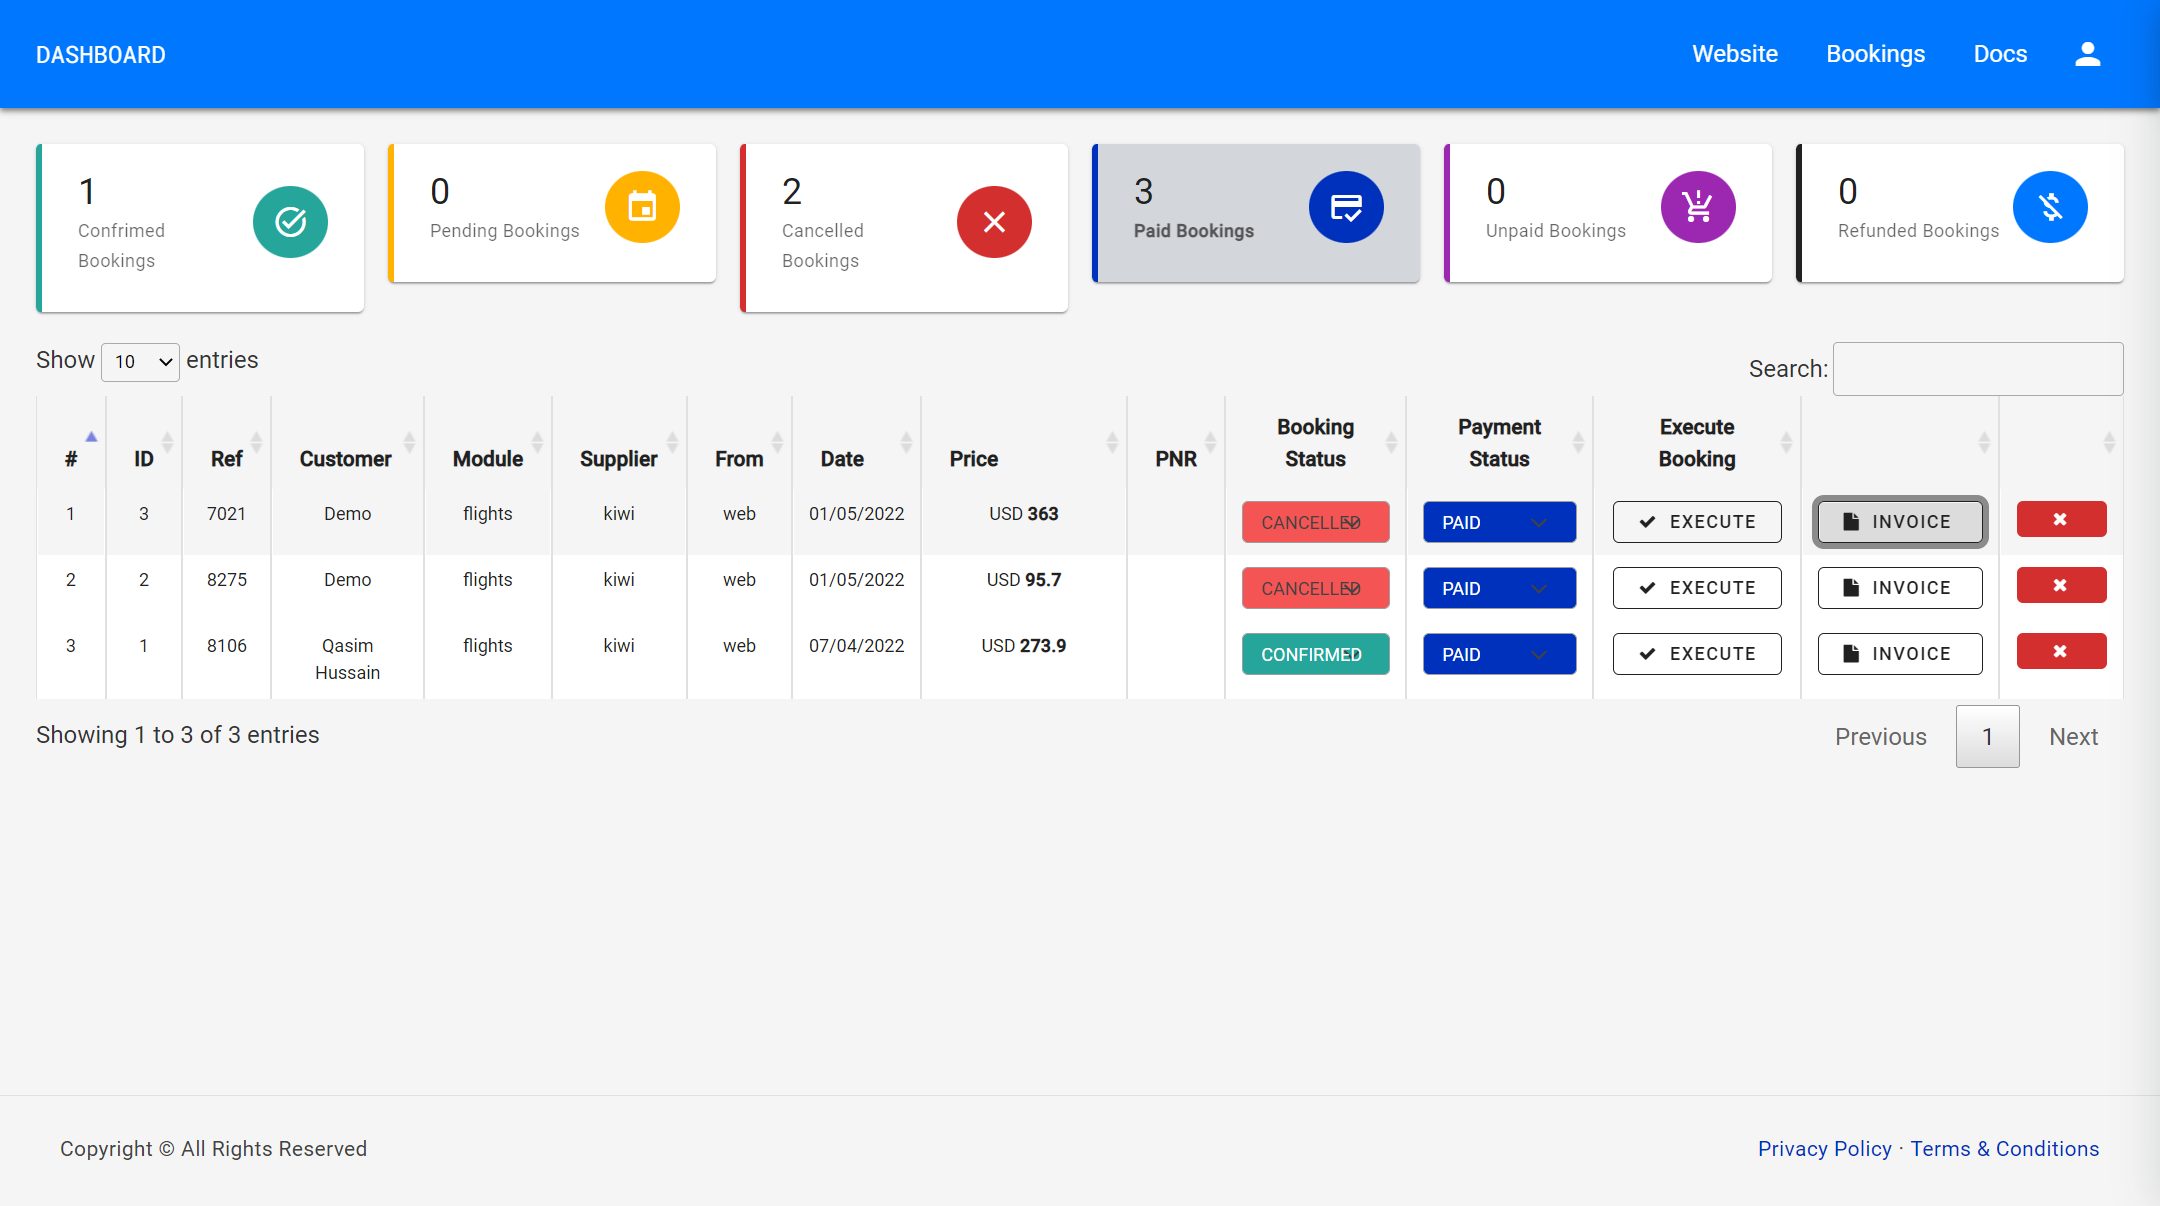 DASHBOARD
Website Bookings Docs
1
Confrimed
Bookings
0
Pending Bookings
2
Cancelled
Bookings
3
Paid Bookings
0
Unpaid Bookings
0
Refunded Bookings
Show 10 entries
Search:
# ID Ref Customer Module Supplier From Date Price PNR Booking Status Payment Status Execute Booking
1 3 7021 Demo flights kiwi web 01/05/2022 USD 363 CANCELLED PAID EXECUTE INVOICE
2 2 8275 Demo flights kiwi web 01/05/2022 USD 95.7 CANCELLED PAID EXECUTE INVOICE
3 1 8106 Qasim Hussain flights kiwi web 07/04/2022 USD 273.9 CONFIRMED PAID EXECUTE INVOICE
Showing 1 to 3 of 3 entries
Previous 1 Next
Copyright © All Rights Reserved
Privacy Policy · Terms & Conditions